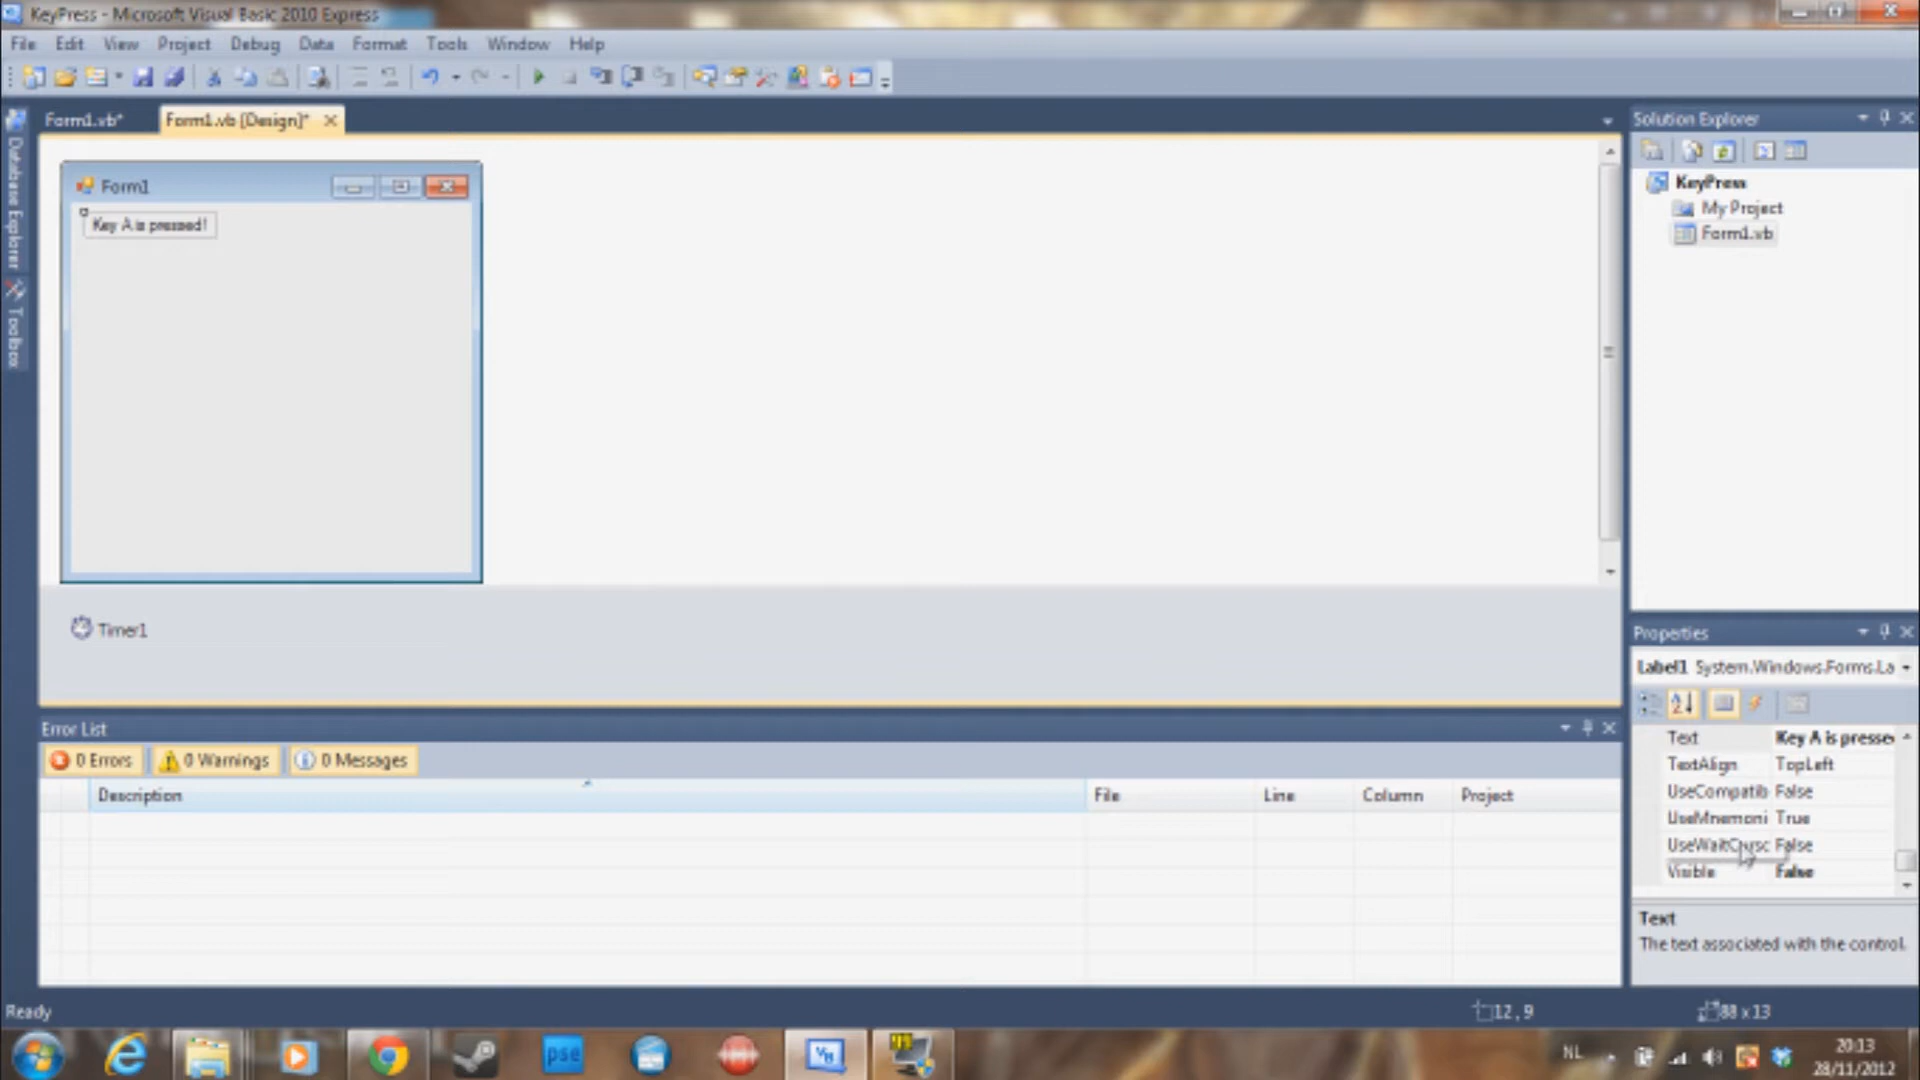 KeyPress - Microsoft Visual Basic 2010 Express
File Edit View Project Debug Data Format Tools Window Help
Form1.vb* Form1.vb [Design]*
Database Explorer
Toolbox
Form1
Key A is pressed!
Timer1
Solution Explorer
KeyPress
My Project
Form1.vb
Properties
Label1 System.Windows.Forms.La
Text Key A is presse
TextAlign TopLeft
UseCompatib False
UseMnemoni True
UseWaitCursc False
Visible False
Text
The text associated with the control.
Error List
0 Errors 0 Warnings 0 Messages
Description File Line Column Project
Ready 12, 9 88 x 13
pse
NL 20:13
28/11/2012